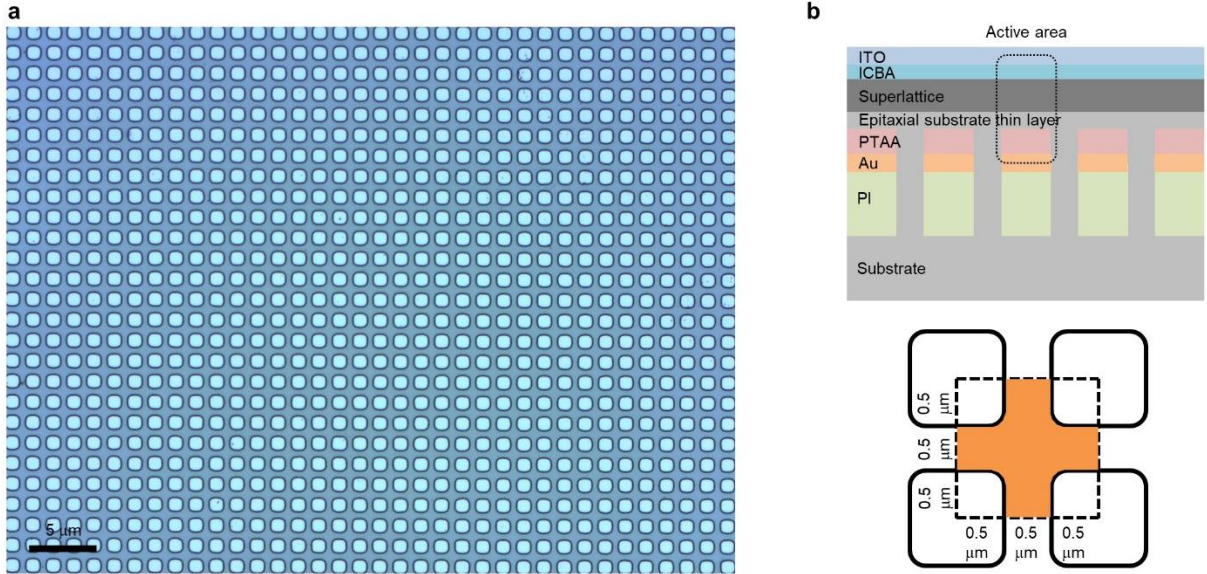 a
5 μm
b
Active area
ITO
ICBA
Superlattice
Epitaxial substrate thin layer
PTAA
Au
PI
Substrate
0.5
μm
0.5
μm
0.5
μm
0.5 0.5 0.5
μm μm μm